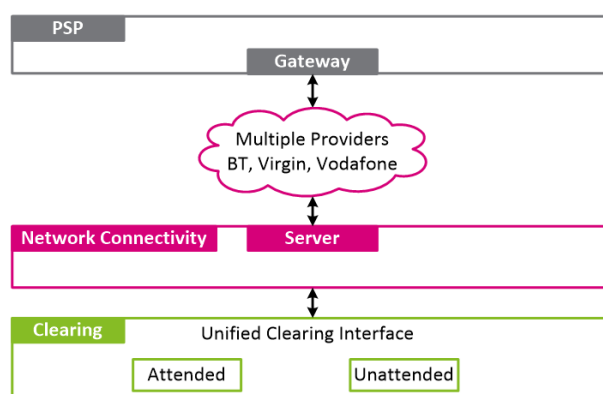 PSP
Gateway
Multiple Providers
BT, Virgin, Vodafone
Network Connectivity
Server
Clearing
Unified Clearing Interface
Attended
Unattended